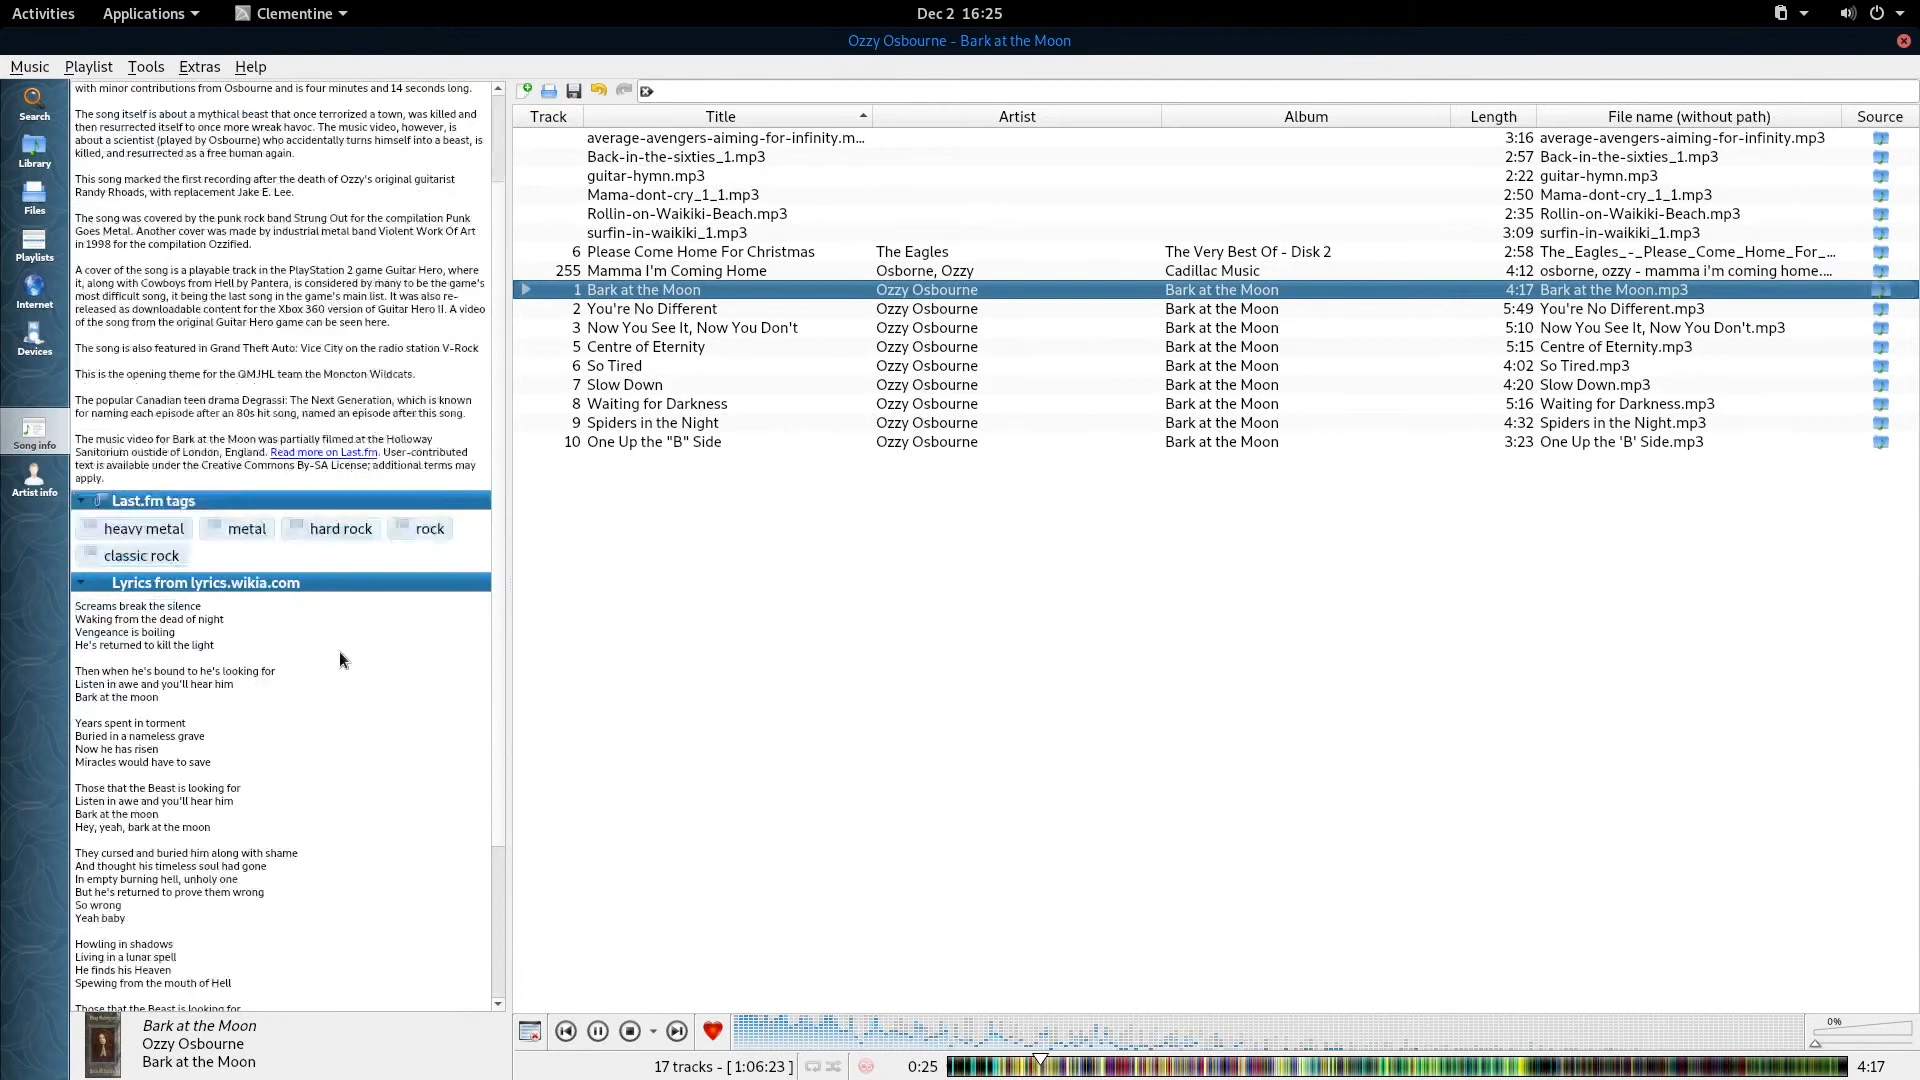 Activities Applications Clementine Dec 2 16:25
Ozzy Osbourne - Bark at the Moon
Music Playlist Tools Extras Help
Search
Library
Files
Playlists
Internet
Devices
Song info
Artist info
with minor contributions from Osbourne and is four minutes and 14 seconds long.
The song itself is about a mythical beast that once terrorized a town, was killed and
then resurrected itself to once more wreak havoc. The music video, however, is
about a scientist (played by Osbourne) who accidentally turns himself into a beast, is
killed, and resurrected as a free human again.
This song marked the first recording after the death of Ozzy's original guitarist
Randy Rhoads, with replacement Jake E. Lee.
The song was covered by the punk rock band Strung Out for the compilation Punk
Goes Metal. Another cover was made by industrial metal band Violent Work Of Art
in 1998 for the compilation Ozzified.
A cover of the song is a playable track in the PlayStation 2 game Guitar Hero, where
it, along with Cowboys from Hell by Pantera, is considered by many to be the game's
most difficult song, it being the last song in the game's main list. It was also re-
released as downloadable content for the Xbox 360 version of Guitar Hero II. A video
of the song from the original Guitar Hero game can be seen here.
The song is also featured in Grand Theft Auto: Vice City on the radio station V-Rock
This is the opening theme for the QMJHL team the Moncton Wildcats.
The popular Canadian teen drama Degrassi: The Next Generation, which is known
for naming each episode after an 80s hit song, named an episode after this song.
The music video for Bark at the Moon was partially filmed at the Holloway
Sanitorium oustide of London, England. Read more on Last.fm. User-contributed
text is available under the Creative Commons By-SA License; additional terms may
apply.
Last.fm tags
heavy metal metal hard rock rock
classic rock
Lyrics from lyrics.wikia.com
Screams break the silence
Waking from the dead of night
Vengeance is boiling
He's returned to kill the light
Then when he's bound to he's looking for
Listen in awe and you'll hear him
Bark at the moon
Years spent in torment
Buried in a nameless grave
Now he has risen
Miracles would have to save
Those that the Beast is looking for
Listen in awe and you'll hear him
Bark at the moon
Hey, yeah, bark at the moon
They cursed and buried him along with shame
And thought his timeless soul had gone
In empty burning hell, unholy one
But he's returned to prove them wrong
So wrong
Yeah baby
Howling in shadows
Living in a lunar spell
He finds his Heaven
Spewing from the mouth of Hell
Those that the Beast is looking for
Bark at the Moon
Ozzy Osbourne
Bark at the Moon
Track Title Artist Album Length File name (without path) Source
average-avengers-aiming-for-infinity.m... 3:16 average-avengers-aiming-for-infinity.mp3
Back-in-the-sixties_1.mp3 2:57 Back-in-the-sixties_1.mp3
guitar-hymn.mp3 2:22 guitar-hymn.mp3
Mama-dont-cry_1_1.mp3 2:50 Mama-dont-cry_1_1.mp3
Rollin-on-Waikiki-Beach.mp3 2:35 Rollin-on-Waikiki-Beach.mp3
surfin-in-waikiki_1.mp3 3:09 surfin-in-waikiki_1.mp3
6 Please Come Home For Christmas The Eagles The Very Best Of - Disk 2 2:58 The_Eagles_-_Please_Come_Home_For_...
255 Mamma I'm Coming Home Osborne, Ozzy Cadillac Music 4:12 osborne, ozzy - mamma i'm coming home....
1 Bark at the Moon Ozzy Osbourne Bark at the Moon 4:17 Bark at the Moon.mp3
2 You're No Different Ozzy Osbourne Bark at the Moon 5:49 You're No Different.mp3
3 Now You See It, Now You Don't Ozzy Osbourne Bark at the Moon 5:10 Now You See It, Now You Don't.mp3
5 Centre of Eternity Ozzy Osbourne Bark at the Moon 5:15 Centre of Eternity.mp3
6 So Tired Ozzy Osbourne Bark at the Moon 4:02 So Tired.mp3
7 Slow Down Ozzy Osbourne Bark at the Moon 4:20 Slow Down.mp3
8 Waiting for Darkness Ozzy Osbourne Bark at the Moon 5:16 Waiting for Darkness.mp3
9 Spiders in the Night Ozzy Osbourne Bark at the Moon 4:32 Spiders in the Night.mp3
10 One Up the "B" Side Ozzy Osbourne Bark at the Moon 3:23 One Up the 'B' Side.mp3
0%
17 tracks - [ 1:06:23 ] 0:25 4:17